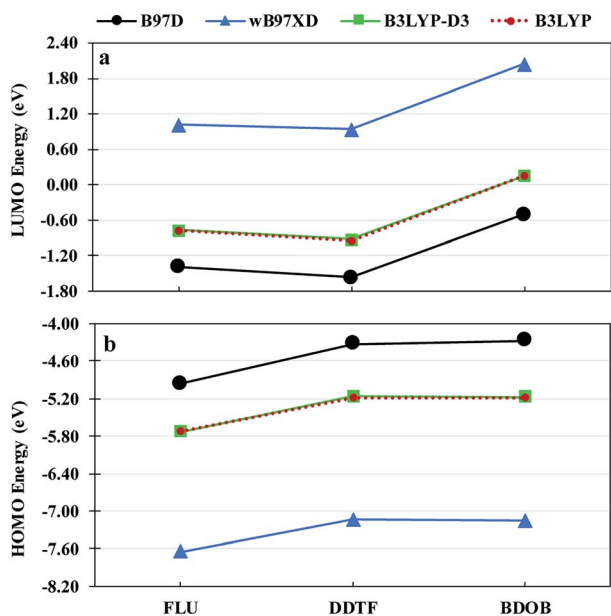 B97D wB97XD B3LYP-D3 B3LYP
a
LUMO Energy (eV)
2.40
1.80
1.20
0.60
0.00
-0.60
-1.20
-1.80
b
HOMO Energy (eV)
-4.00
-4.60
-5.20
-5.80
-6.40
-7.00
-7.60
-8.20
FLU DDTF BDOB